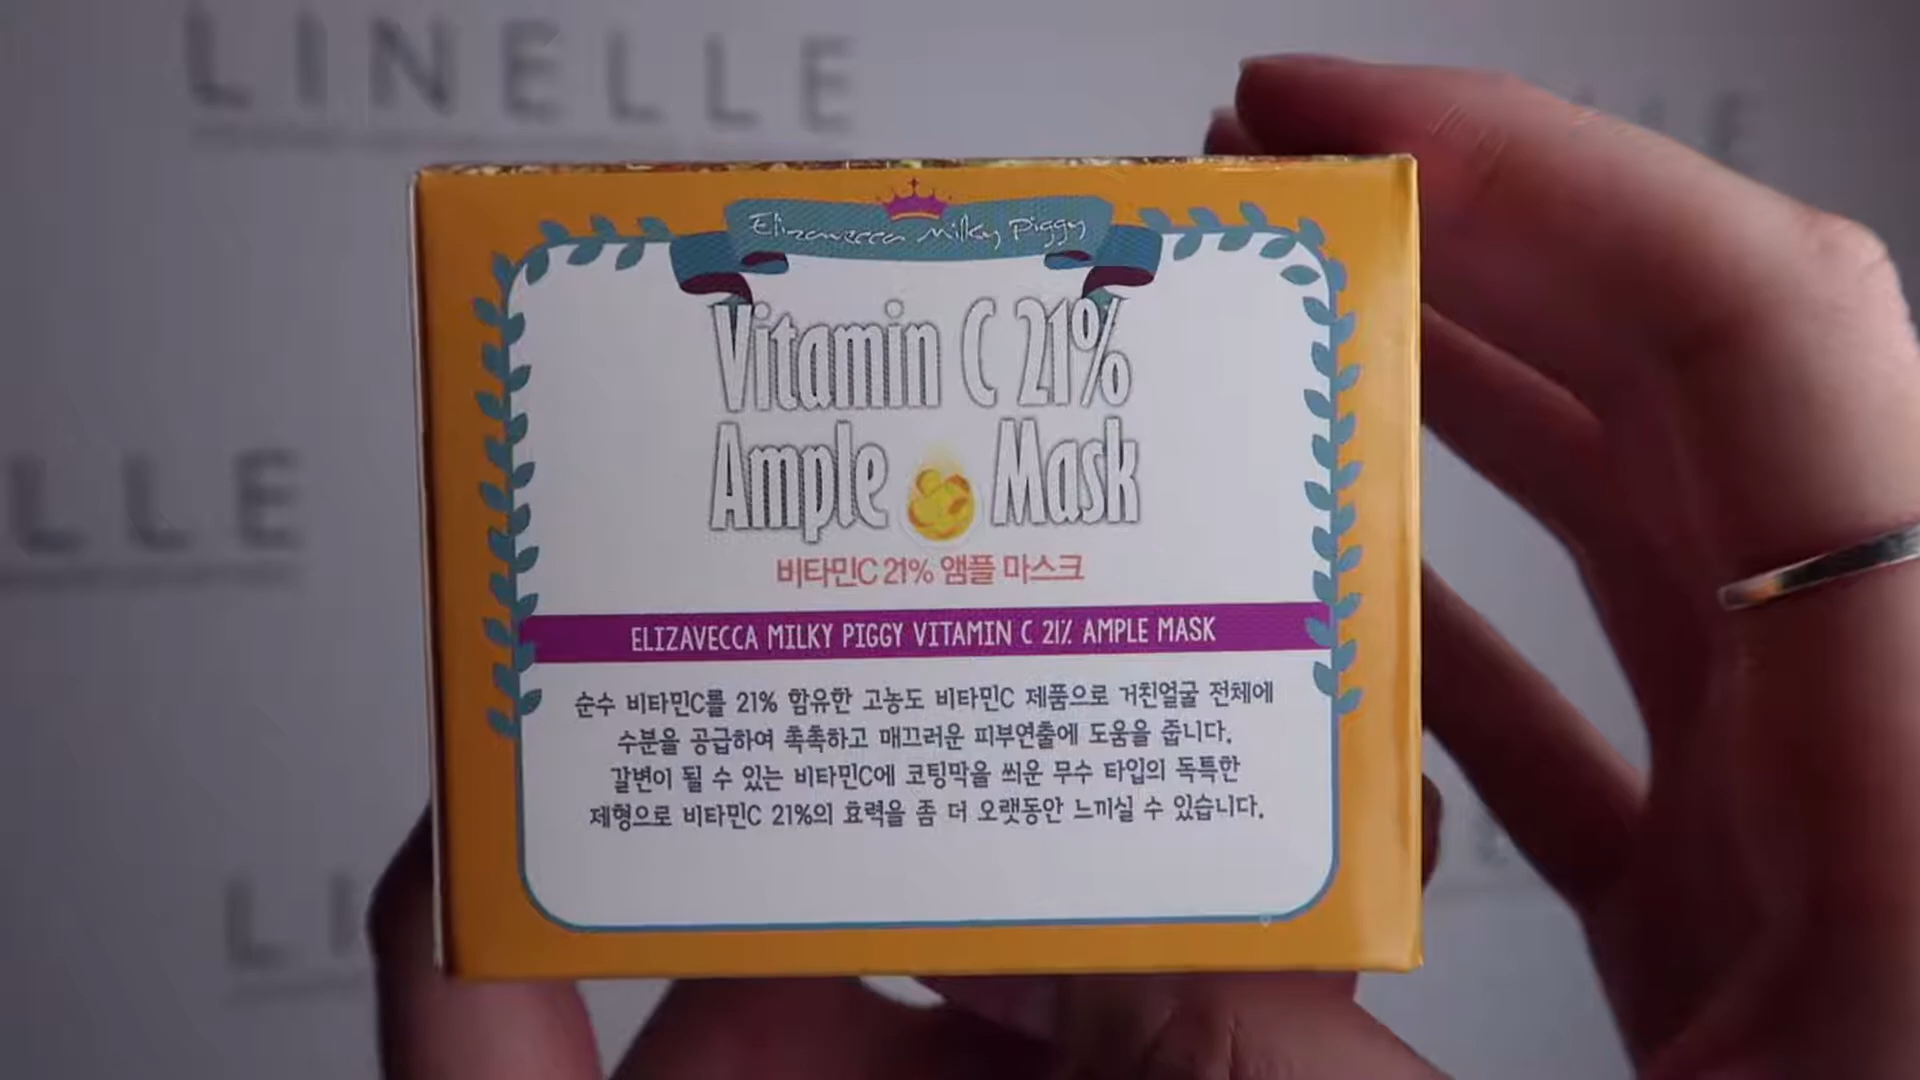 LINELLE
LLE
Elizavecca Milky Piggy
Vitamin C 21%
Ample Mask
비타민C 21% 앰플 마스크
ELIZAVECCA MILKY PIGGY VITAMIN C 21% AMPLE MASK
순수 비타민C를 21% 함유한 고농도 비타민C 제품으로 거친얼굴 전체에
수분을 공급하여 촉촉하고 매끄러운 피부연출에 도움을 줍니다.
갈변이 될 수 있는 비타민C에 코팅막을 씌운 무수 타입의 독특한
제형으로 비타민C 21%의 효력을 좀 더 오랫동안 느끼실 수 있습니다.
LI